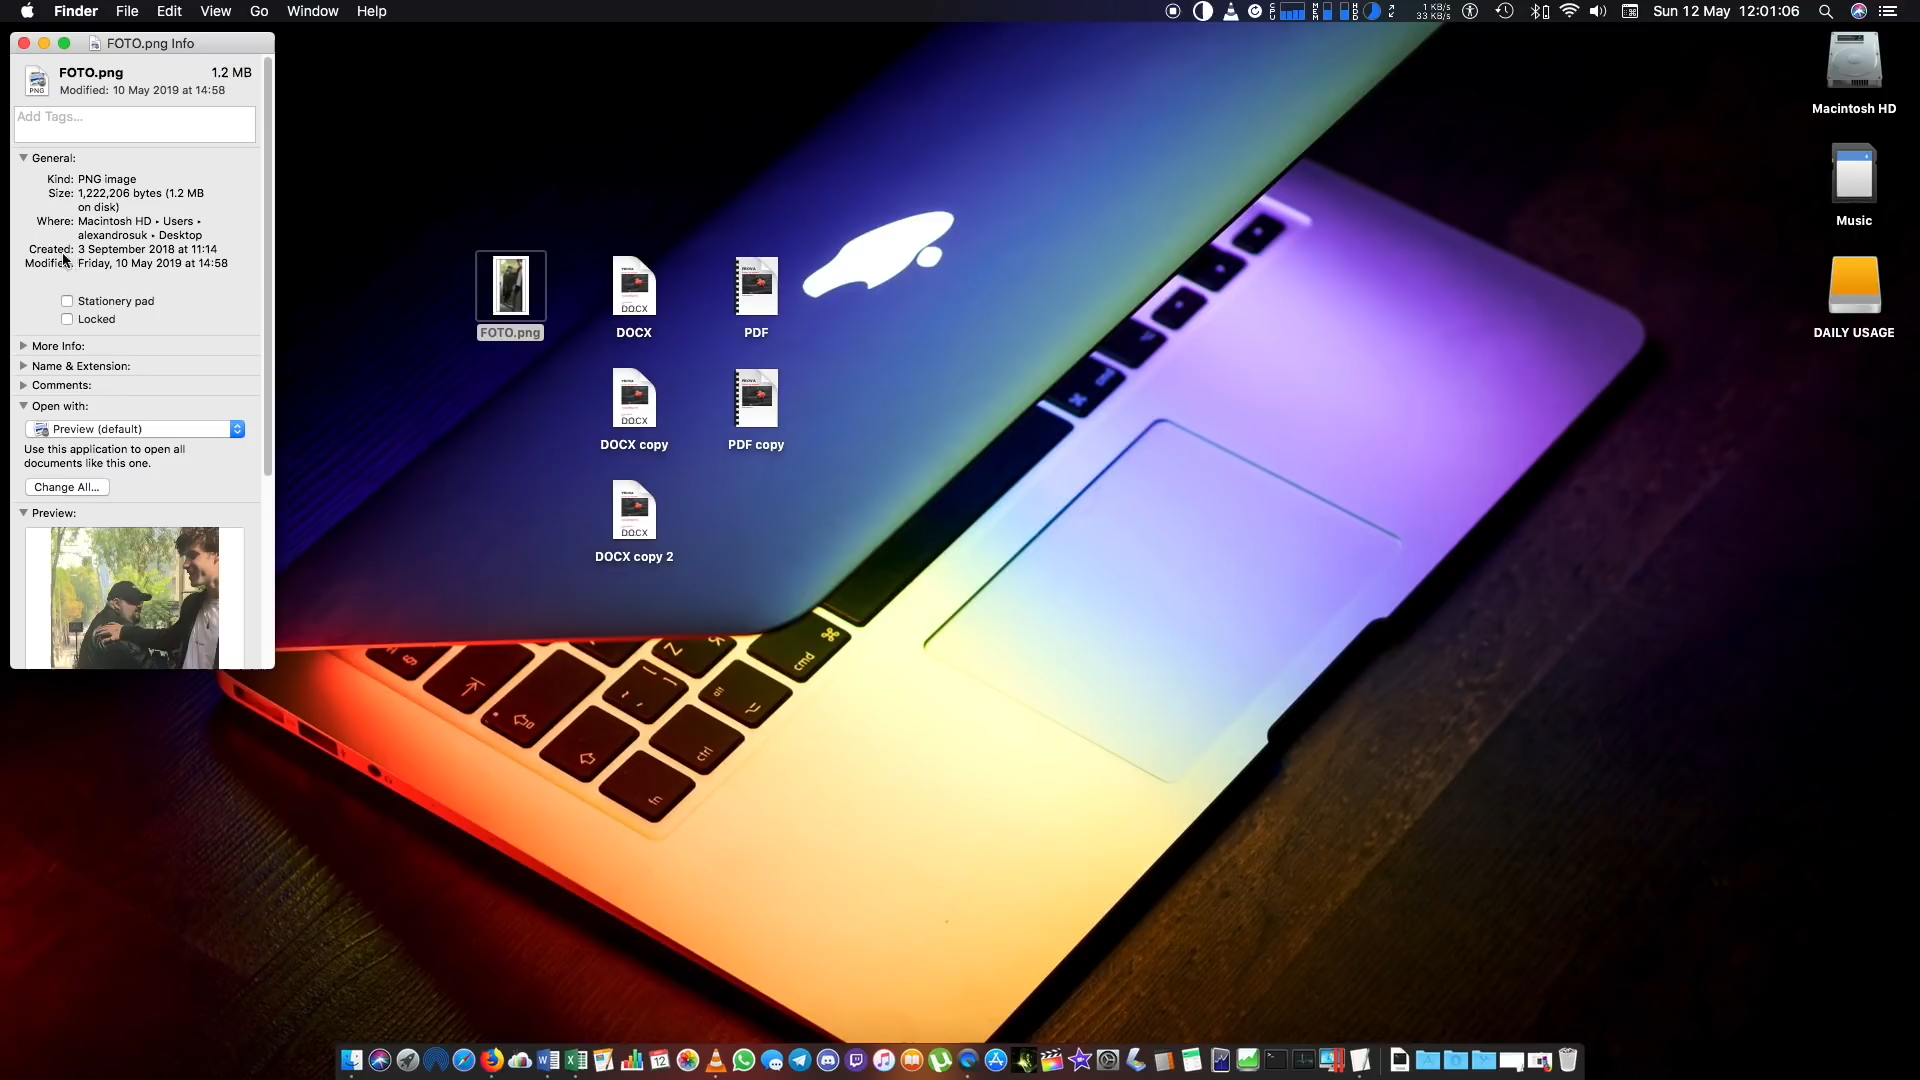 Finder File Edit View Go Window Help
1 KB/s
33 KB/s
Sun 12 May 12:01:06
FOTO.png Info
FOTO.png 1.2 MB
Modified: 10 May 2019 at 14:58
Add Tags...
General:
Kind: PNG image
Size: 1,222,206 bytes (1.2 MB
on disk)
Where: Macintosh HD ▸ Users ▸
alexandrosuk ▸ Desktop
Created: 3 September 2018 at 11:14
Modified: Friday, 10 May 2019 at 14:58
Stationery pad
Locked
More Info:
Name & Extension:
Comments:
Open with:
Preview (default)
Use this application to open all
documents like this one.
Change All...
Preview:
FOTO.png
DOCX
PDF
DOCX copy
PDF copy
DOCX copy 2
Macintosh HD
Music
DAILY USAGE
cmd
alt
ctrl
fn